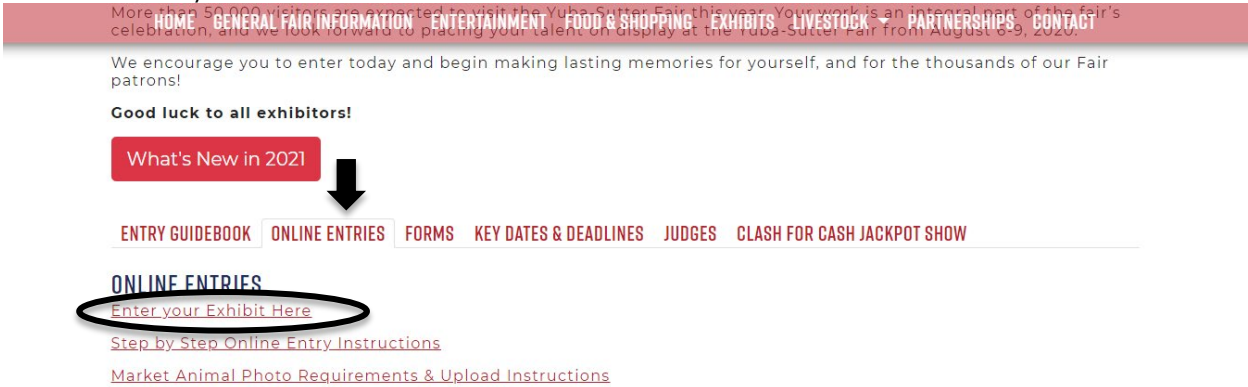 More than 50,000 visitors are expected to visit the Yuba-Sutter Fair this year. Your work is an integral part of the fair's
HOME GENERAL FAIR INFORMATION ENTERTAINMENT FOOD & SHOPPING EXHIBITS LIVESTOCK PARTNERSHIPS CONTACT
celebration, and we look forward to placing your talent on display at the Yuba-Sutter Fair from August 6-9, 2020.
We encourage you to enter today and begin making lasting memories for yourself, and for the thousands of our Fair
patrons!
Good luck to all exhibitors!
What's New in 2021
ENTRY GUIDEBOOK ONLINE ENTRIES FORMS KEY DATES & DEADLINES JUDGES CLASH FOR CASH JACKPOT SHOW
ONLINE ENTRIES
Enter your Exhibit Here
Step by Step Online Entry Instructions
Market Animal Photo Requirements & Upload Instructions